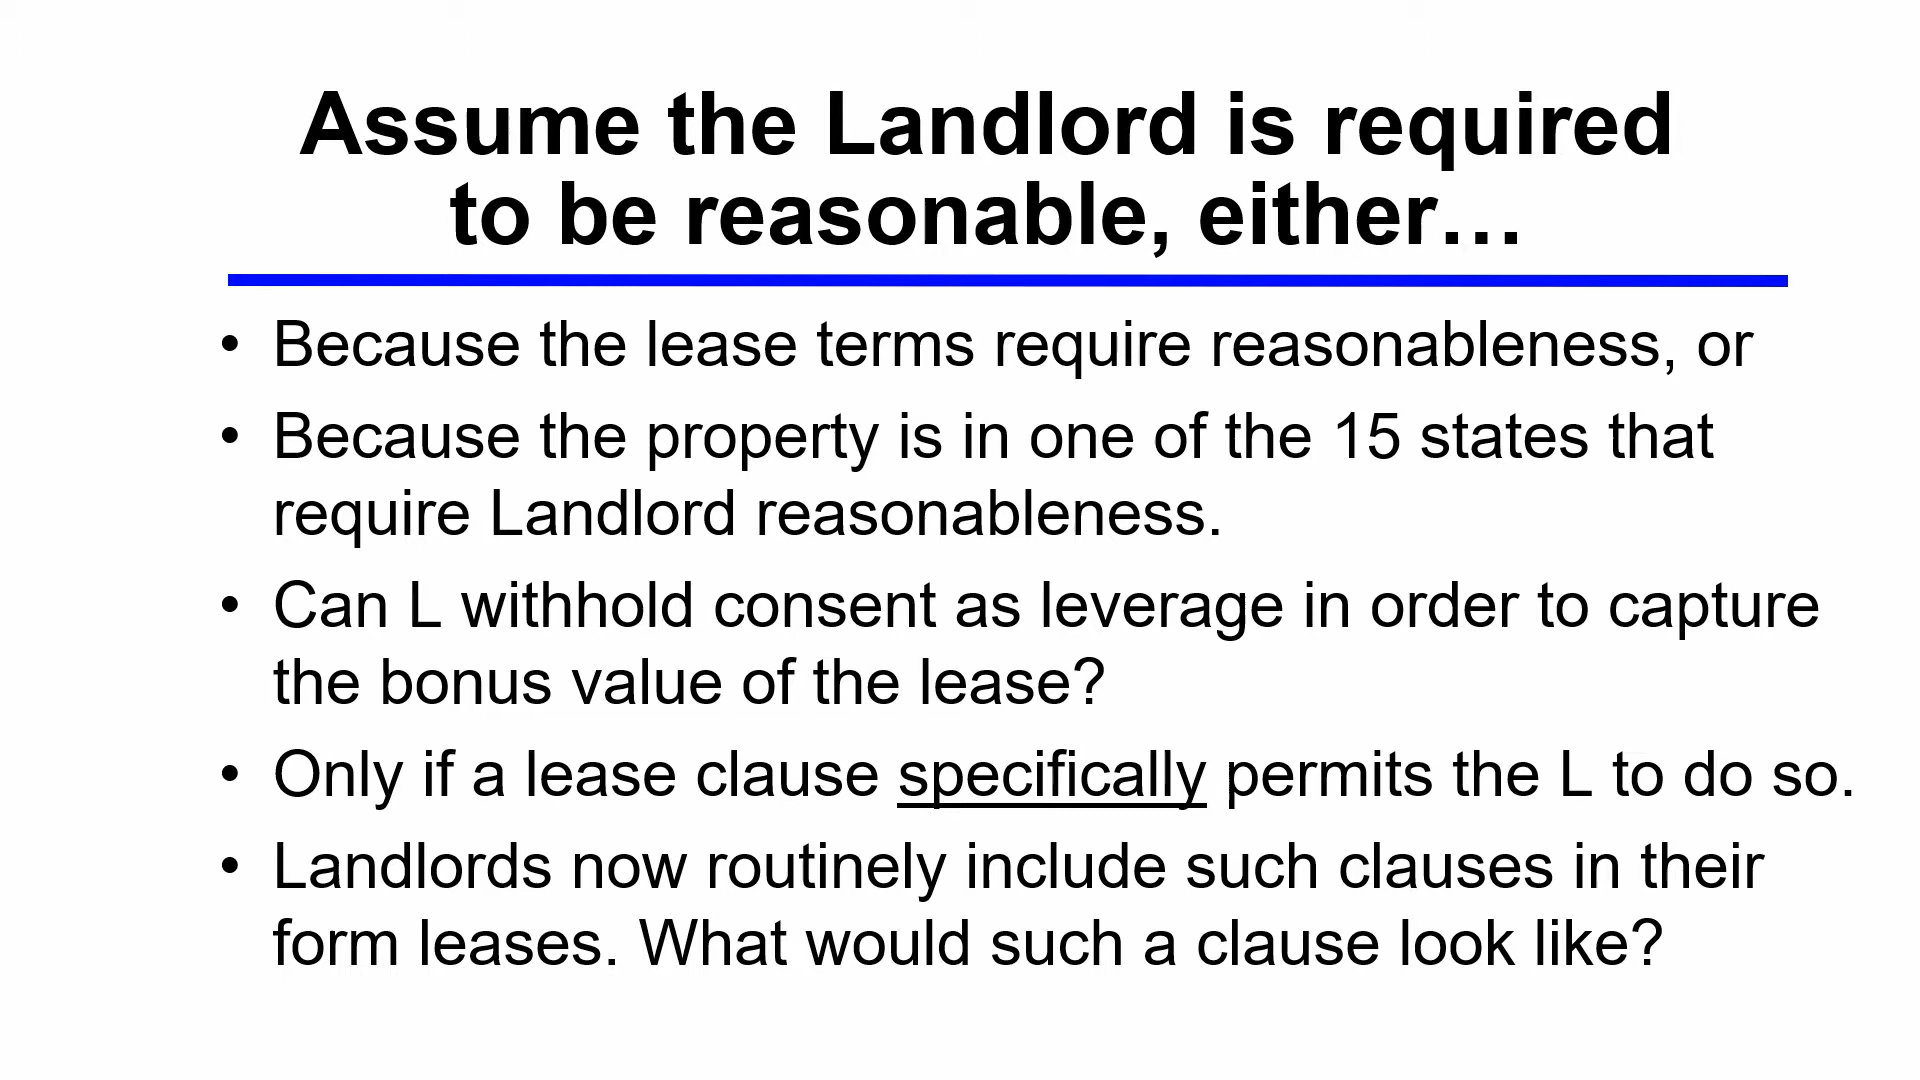 Assume the Landlord is required
to be reasonable, either…
• Because the lease terms require reasonableness, or
• Because the property is in one of the 15 states that
require Landlord reasonableness.
• Can L withhold consent as leverage in order to capture
the bonus value of the lease?
• Only if a lease clause specifically permits the L to do so.
• Landlords now routinely include such clauses in their
form leases. What would such a clause look like?